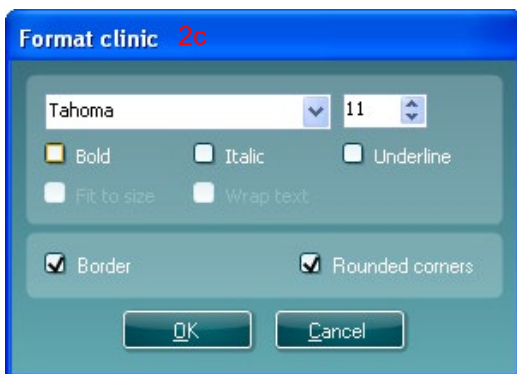 Format clinic 2c
Tahoma 11
Bold Italic Underline
Fit to size Wrap text
Border Rounded corners
OK Cancel